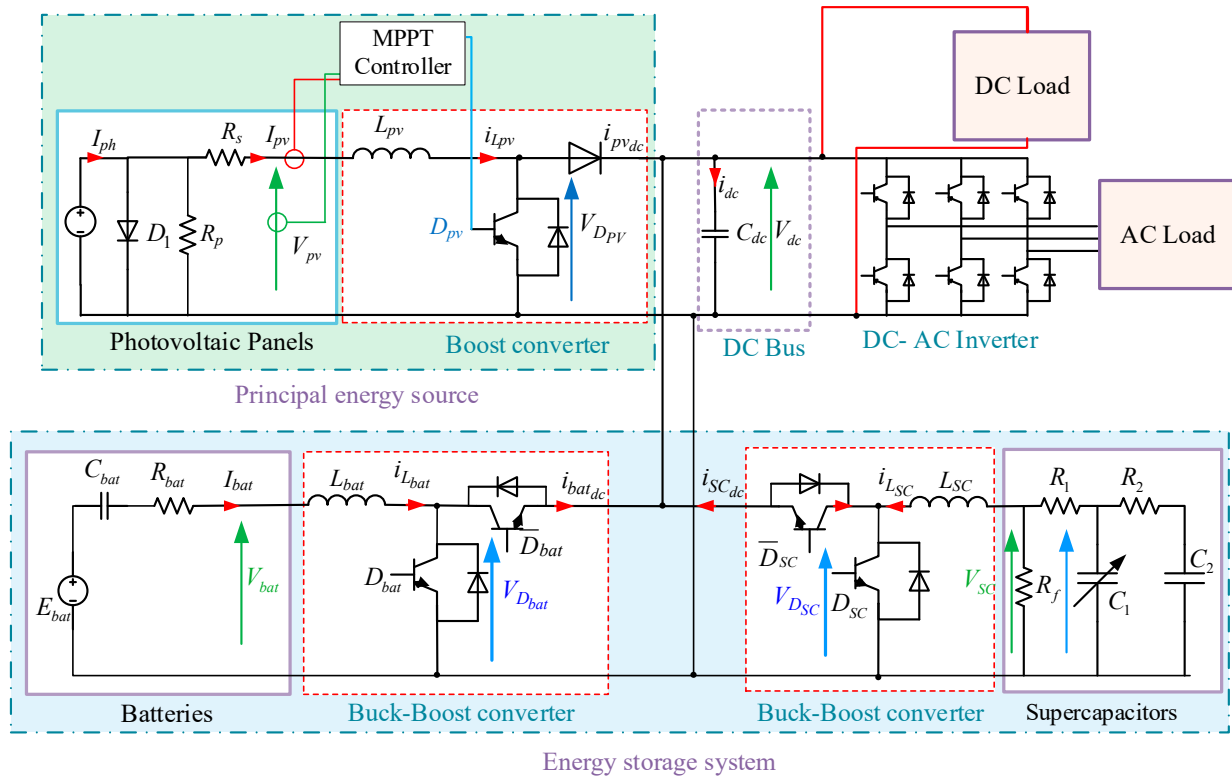 MPPT
Controller
DC Load
AC Load
I_ph
R_s
I_pv
L_pv
i_Lpv
i_pv_dc
D_1
R_p
V_pv
D_pv
V_D_PV
i_dc
C_dc
V_dc
Photovoltaic Panels
Boost converter
DC Bus
DC- AC Inverter
Principal energy source
C_bat
R_bat
I_bat
L_bat
i_L_bat
i_bat_dc
i_SC_dc
i_L_SC
L_SC
R_1
R_2
E_bat
V_bat
D_bat
D̅_bat
V_D_bat
D̅_SC
V_D_SC
D_SC
V_SC
R_f
C_1
C_2
Batteries
Buck-Boost converter
Buck-Boost converter
Supercapacitors
Energy storage system